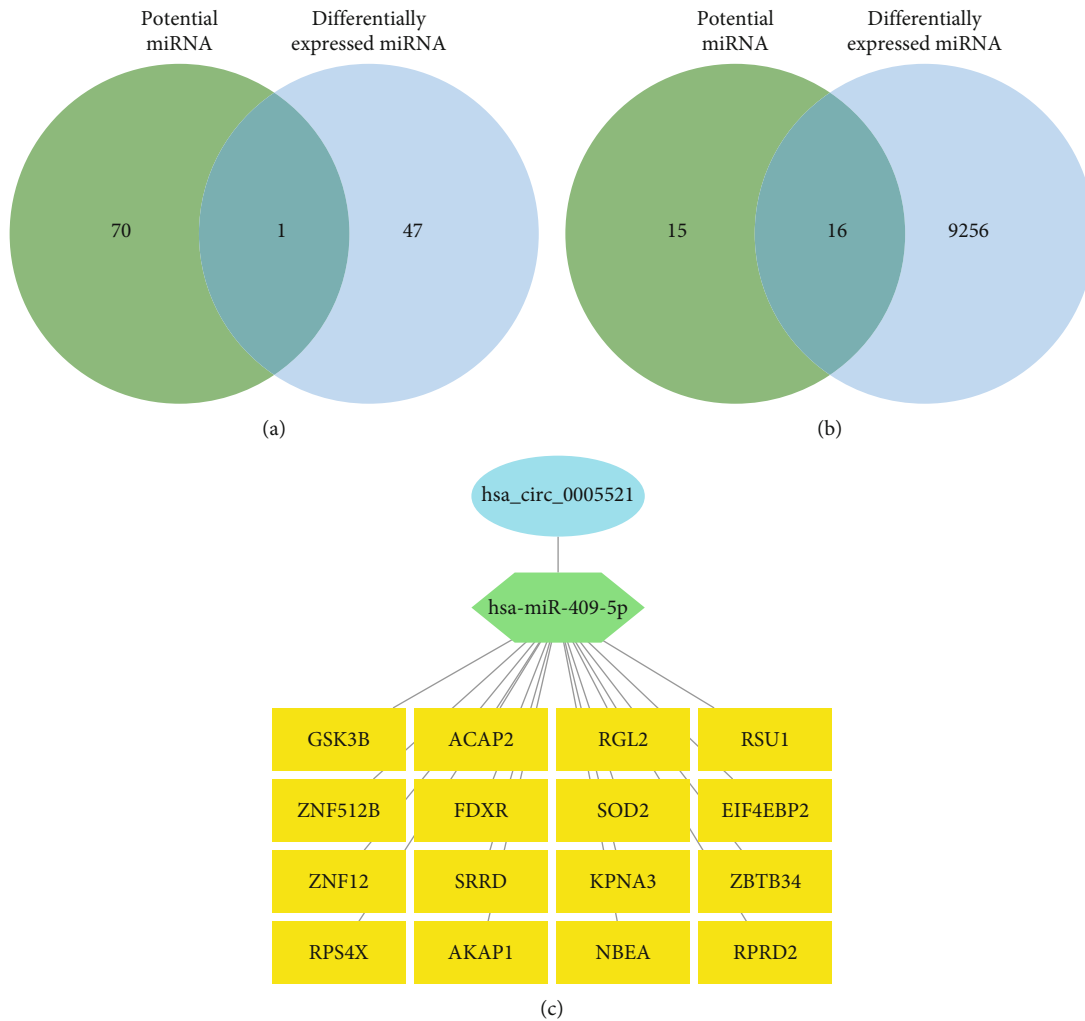 Potential
miRNA
Differentially
expressed miRNA
70
1
47
(a)
Potential
miRNA
Differentially
expressed miRNA
15
16
9256
(b)
hsa_circ_0005521
hsa-miR-409-5p
GSK3B
ACAP2
RGL2
RSU1
ZNF512B
FDXR
SOD2
EIF4EBP2
ZNF12
SRRD
KPNA3
ZBTB34
RPS4X
AKAP1
NBEA
RPRD2
(c)